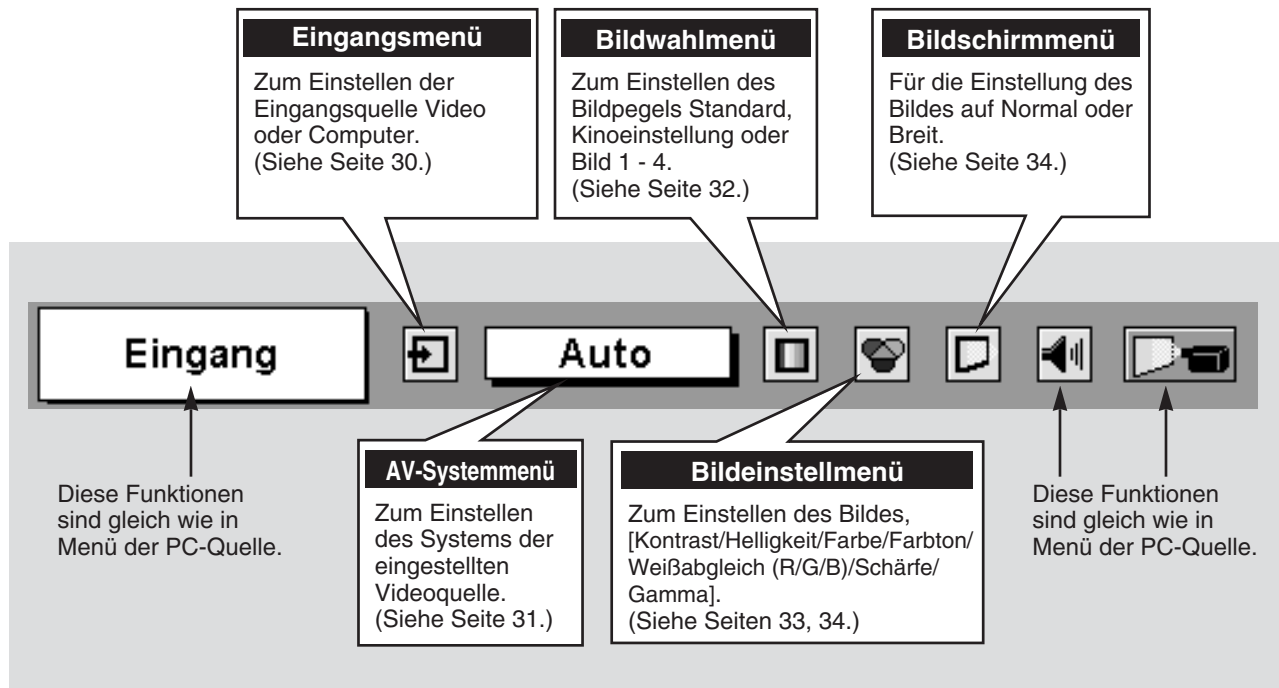 Eingangsmenü
Zum Einstellen der
Eingangsquelle Video
oder Computer.
(Siehe Seite 30.)
Bildwahlmenü
Zum Einstellen des
Bildpegels Standard,
Kinoeinstellung oder
Bild 1 - 4.
(Siehe Seite 32.)
Bildschirmmenü
Für die Einstellung des
Bildes auf Normal oder
Breit.
(Siehe Seite 34.)
Eingang
Auto
Diese Funktionen
sind gleich wie in
Menü der PC-Quelle.
AV-Systemmenü
Zum Einstellen
des Systems der
eingestellten
Videoquelle.
(Siehe Seite 31.)
Bildeinstellmenü
Zum Einstellen des Bildes,
[Kontrast/Helligkeit/Farbe/Farbton/
Weißabgleich (R/G/B)/Schärfe/
Gamma].
(Siehe Seiten 33, 34.)
Diese Funktionen
sind gleich wie in
Menü der PC-Quelle.